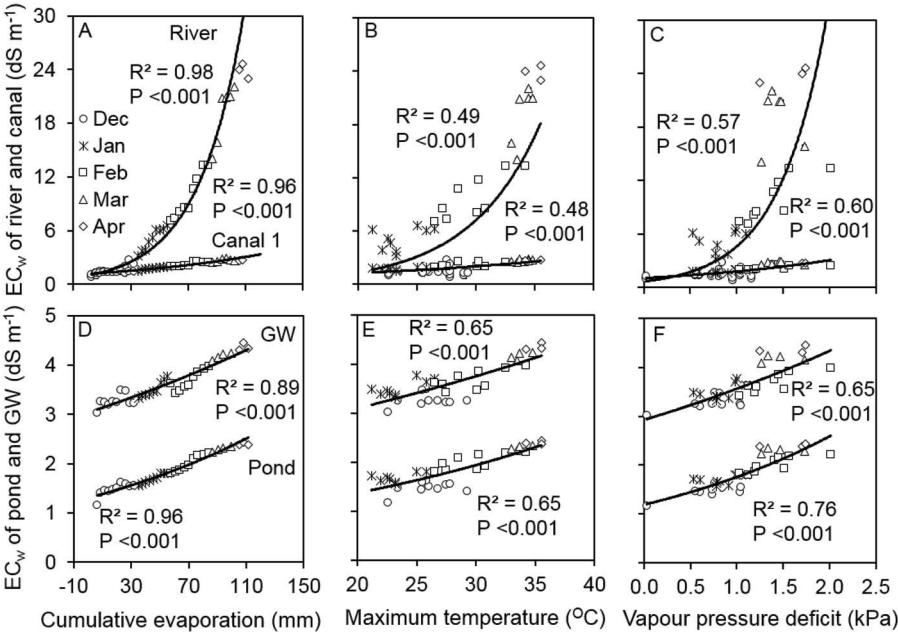 ECw of river and canal (dS m⁻¹)
30
24
18
12
6
0
A
River
R² = 0.98
P <0.001
Dec
Jan
Feb
Mar
Apr
R² = 0.96
P <0.001
Canal 1
B
R² = 0.49
P <0.001
R² = 0.48
P <0.001
C
R² = 0.57
P <0.001
R² = 0.60
P <0.001
ECw of pond and GW (dS m⁻¹)
5
4
3
2
1
0
D
GW
R² = 0.89
P <0.001
Pond
R² = 0.96
P <0.001
E
R² = 0.65
P <0.001
R² = 0.65
P <0.001
F
R² = 0.65
P <0.001
R² = 0.76
P <0.001
-10 30 70 110 150
20 25 30 35 40
0.0 0.5 1.0 1.5 2.0 2.5
Cumulative evaporation (mm)
Maximum temperature (ᴼC)
Vapour pressure deficit (kPa)